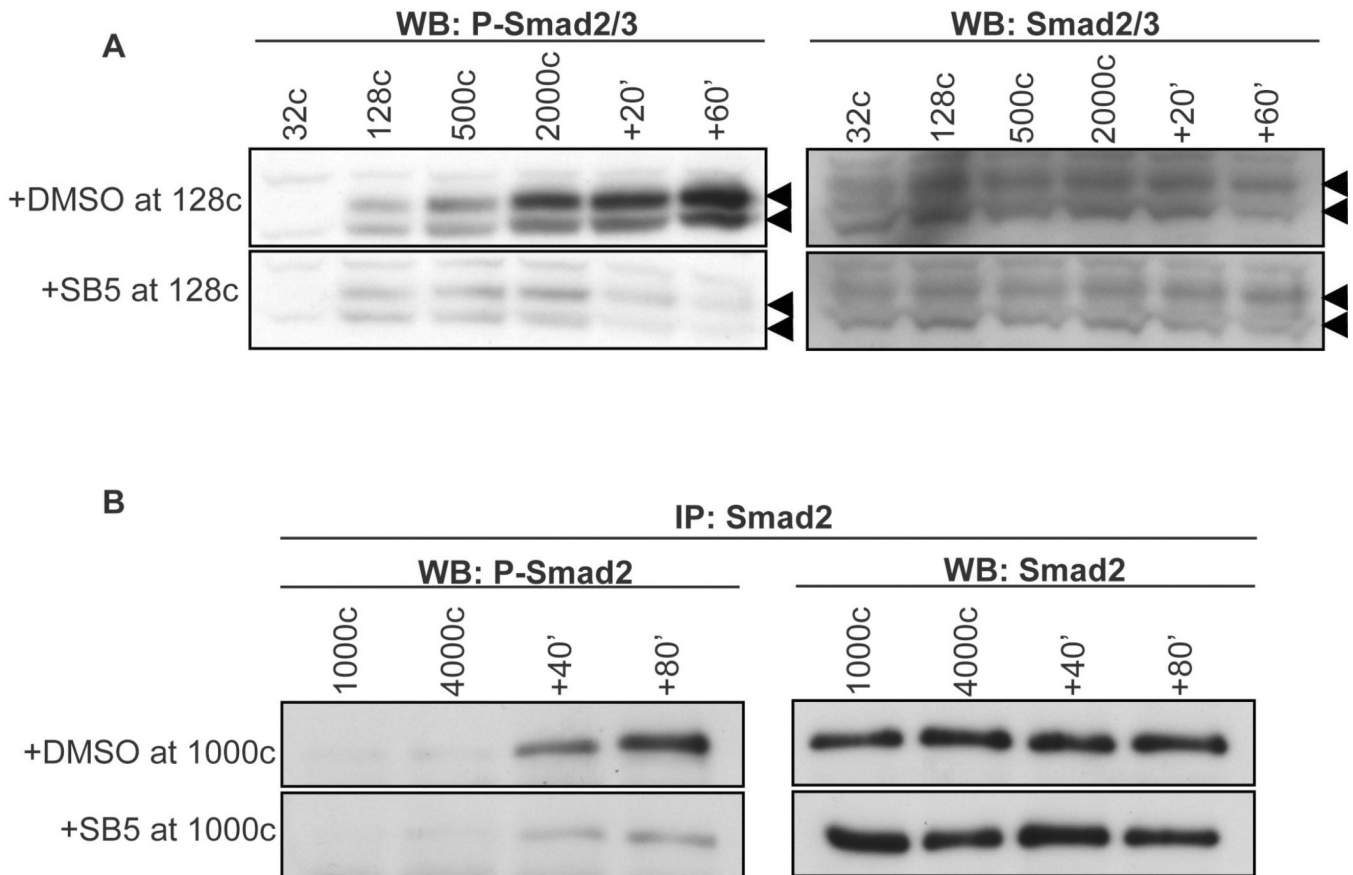 A
WB: P-Smad2/3
WB: Smad2/3
32c 128c 500c 2000c +20’ +60’
32c 128c 500c 2000c +20’ +60’
+DMSO at 128c
+SB5 at 128c
B
IP: Smad2
WB: P-Smad2
WB: Smad2
1000c 4000c +40’ +80’
1000c 4000c +40’ +80’
+DMSO at 1000c
+SB5 at 1000c